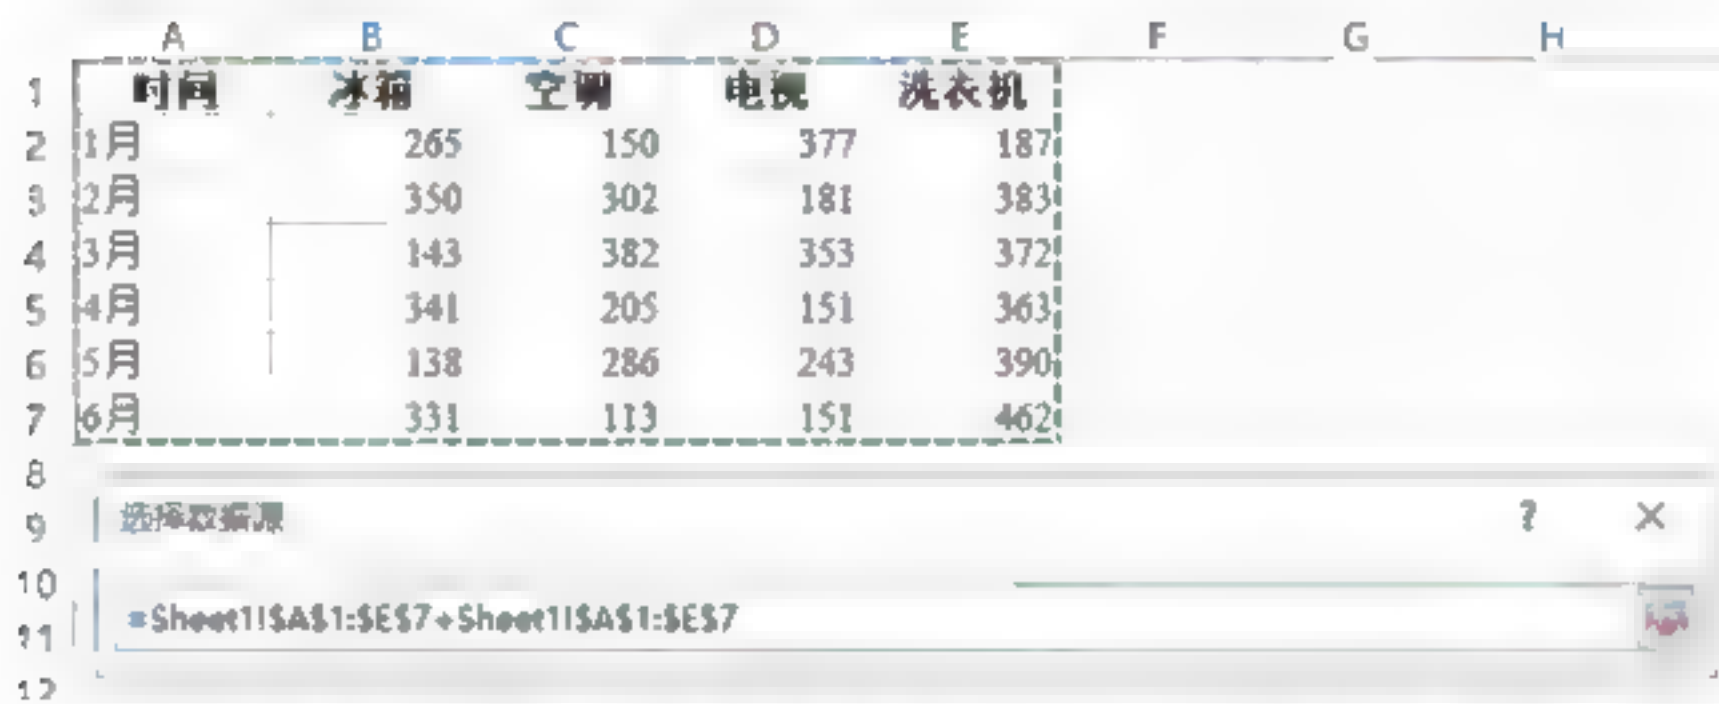 A B C D E F G H
1 时间 冰箱 空调 电视 洗衣机
2 1月 265 150 377 187
3 2月 350 302 181 383
4 3月 143 382 353 372
5 4月 341 205 151 363
6 5月 138 286 243 390
7 6月 331 113 151 462
8
9 选择数据源 ? ×
10
=Sheet1!$A$1:$E$7+Sheet1!$A$1:$E$7
11
12